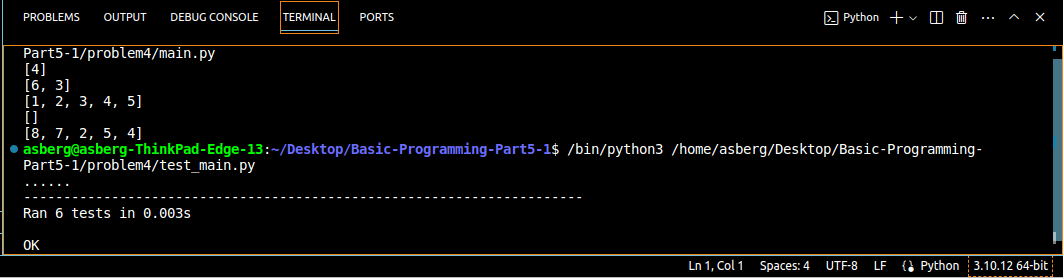 PROBLEMS OUTPUT DEBUG CONSOLE TERMINAL PORTS Python
Part5-1/problem4/main.py
[4]
[6, 3]
[1, 2, 3, 4, 5]
[]
[8, 7, 2, 5, 4]
asberg@asberg-ThinkPad-Edge-13:~/Desktop/Basic-Programming-Part5-1$ /bin/python3 /home/asberg/Desktop/Basic-Programming-
Part5-1/problem4/test_main.py
......
----------------------------------------------------------------------
Ran 6 tests in 0.003s
OK
Ln 1, Col 1 Spaces: 4 UTF-8 LF Python 3.10.12 64-bit